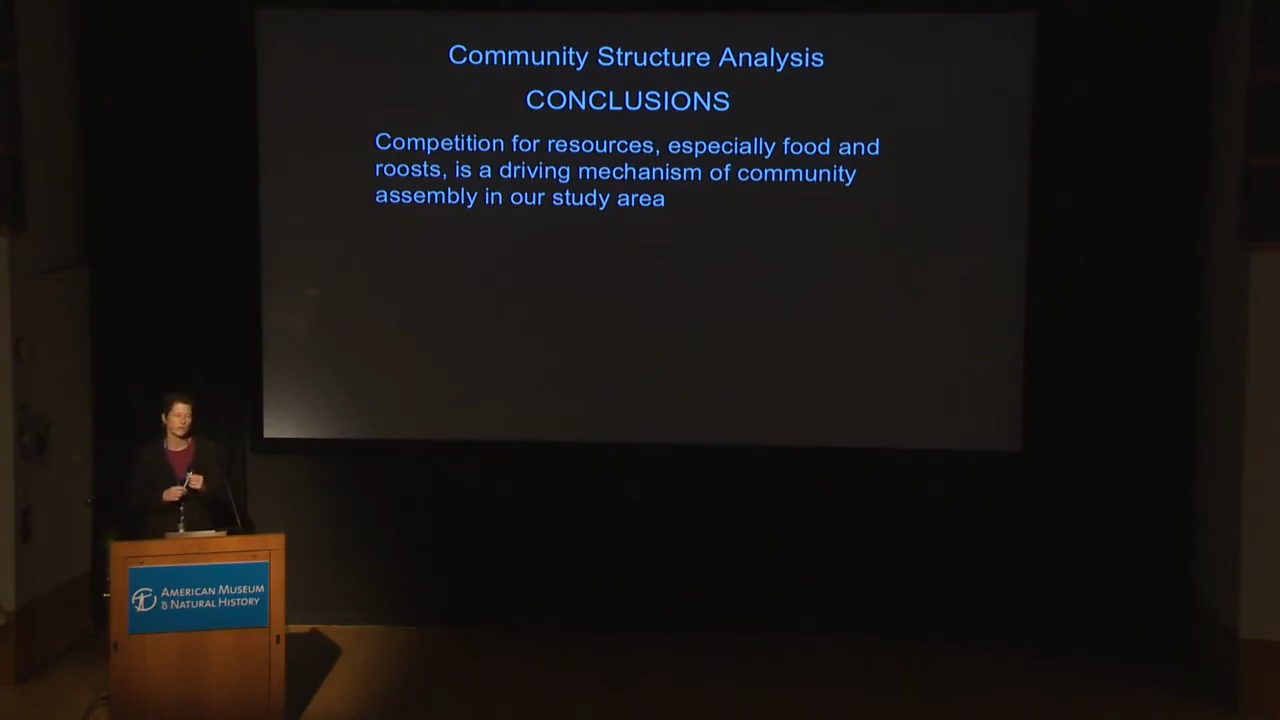 Community Structure Analysis
CONCLUSIONS
Competition for resources, especially food and
roosts, is a driving mechanism of community
assembly in our study area
AMERICAN MUSEUM
OF NATURAL HISTORY